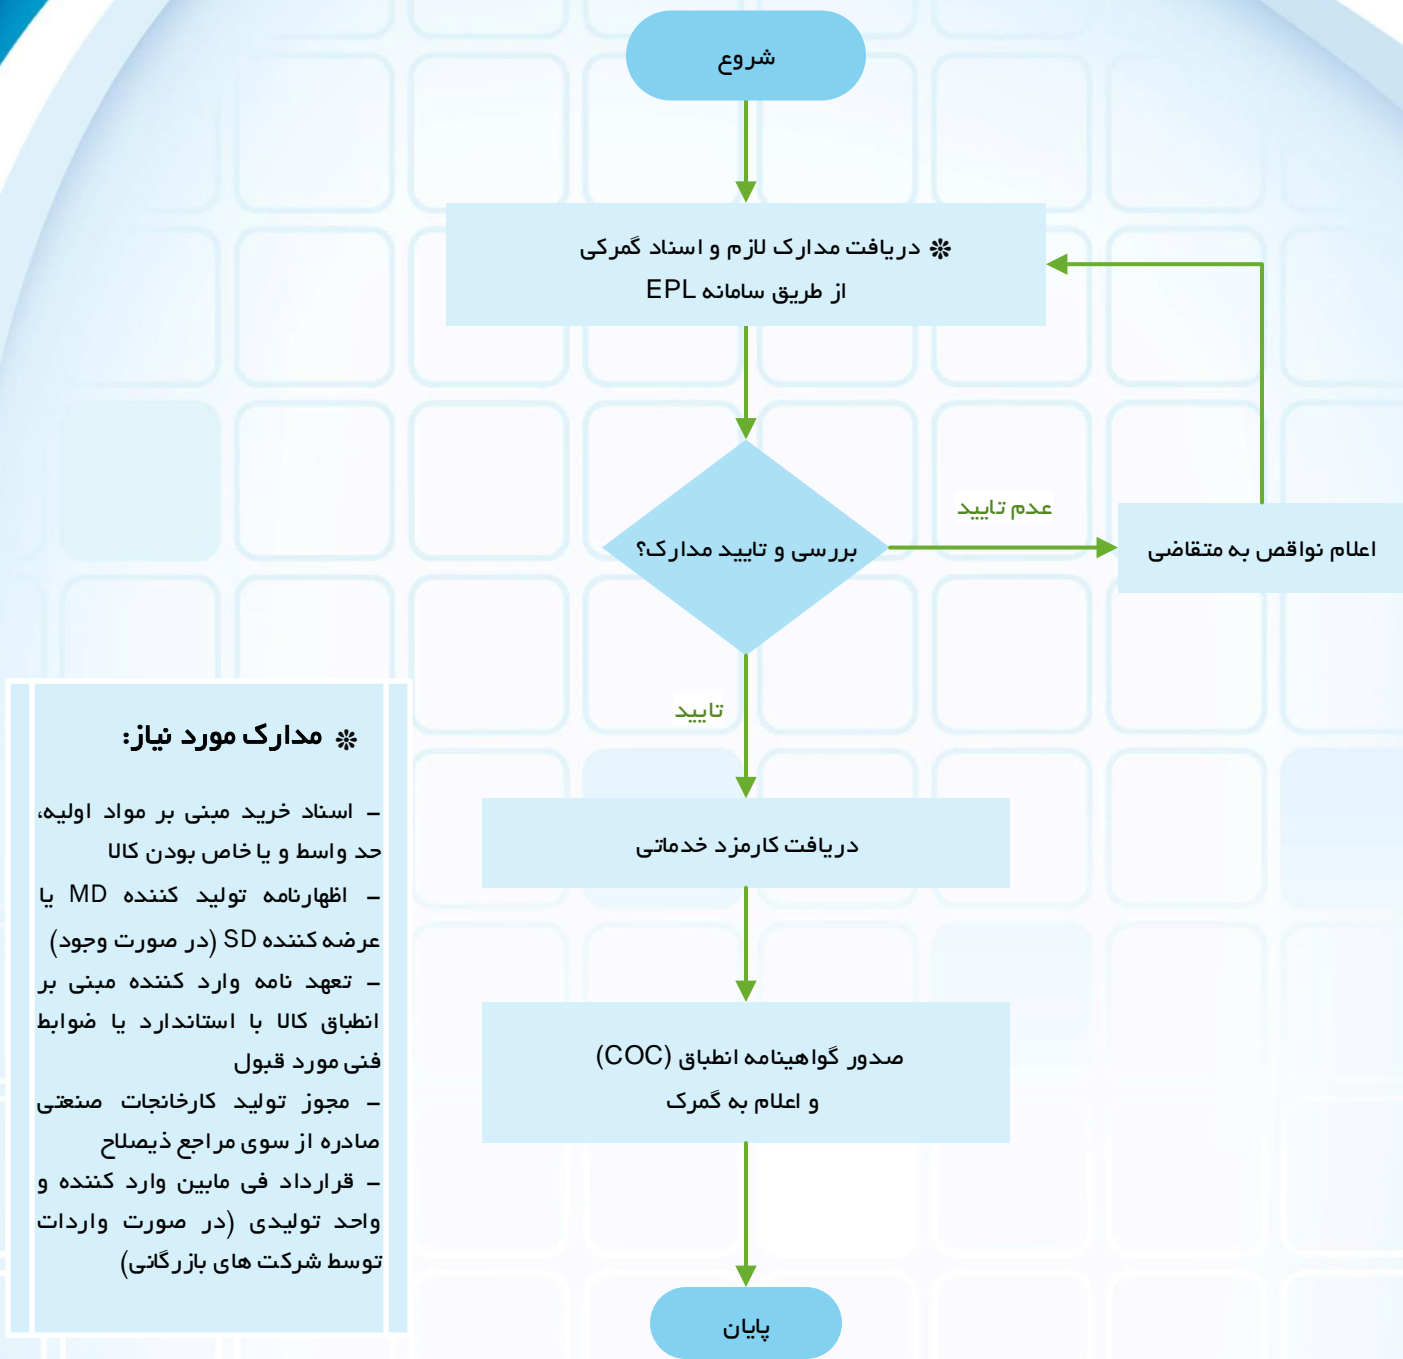 شروع
❊ دریافت مدارک لازم و اسناد گمرکی
از طریق سامانه EPL
بررسی و تایید مدارک؟
عدم تایید
اعلام نواقص به متقاضی
تایید
دریافت کارمزد خدماتی
صدور گواهینامه انطباق (COC)
و اعلام به گمرک
پایان
❊ مدارک مورد نیاز:
- اسناد خرید مبنی بر مواد اولیه،
حد واسط و یا خاص بودن کالا
- اظهارنامه تولید کننده MD یا
عرضه کننده SD (در صورت وجود)
- تعهد نامه وارد کننده مبنی بر
انطباق کالا با استاندارد یا ضوابط
فنی مورد قبول
- مجوز تولید کارخانجات صنعتی
صادره از سوی مراجع ذیصلاح
- قرارداد فی مابین وارد کننده و
واحد تولیدی (در صورت واردات
توسط شرکت های بازرگانی)